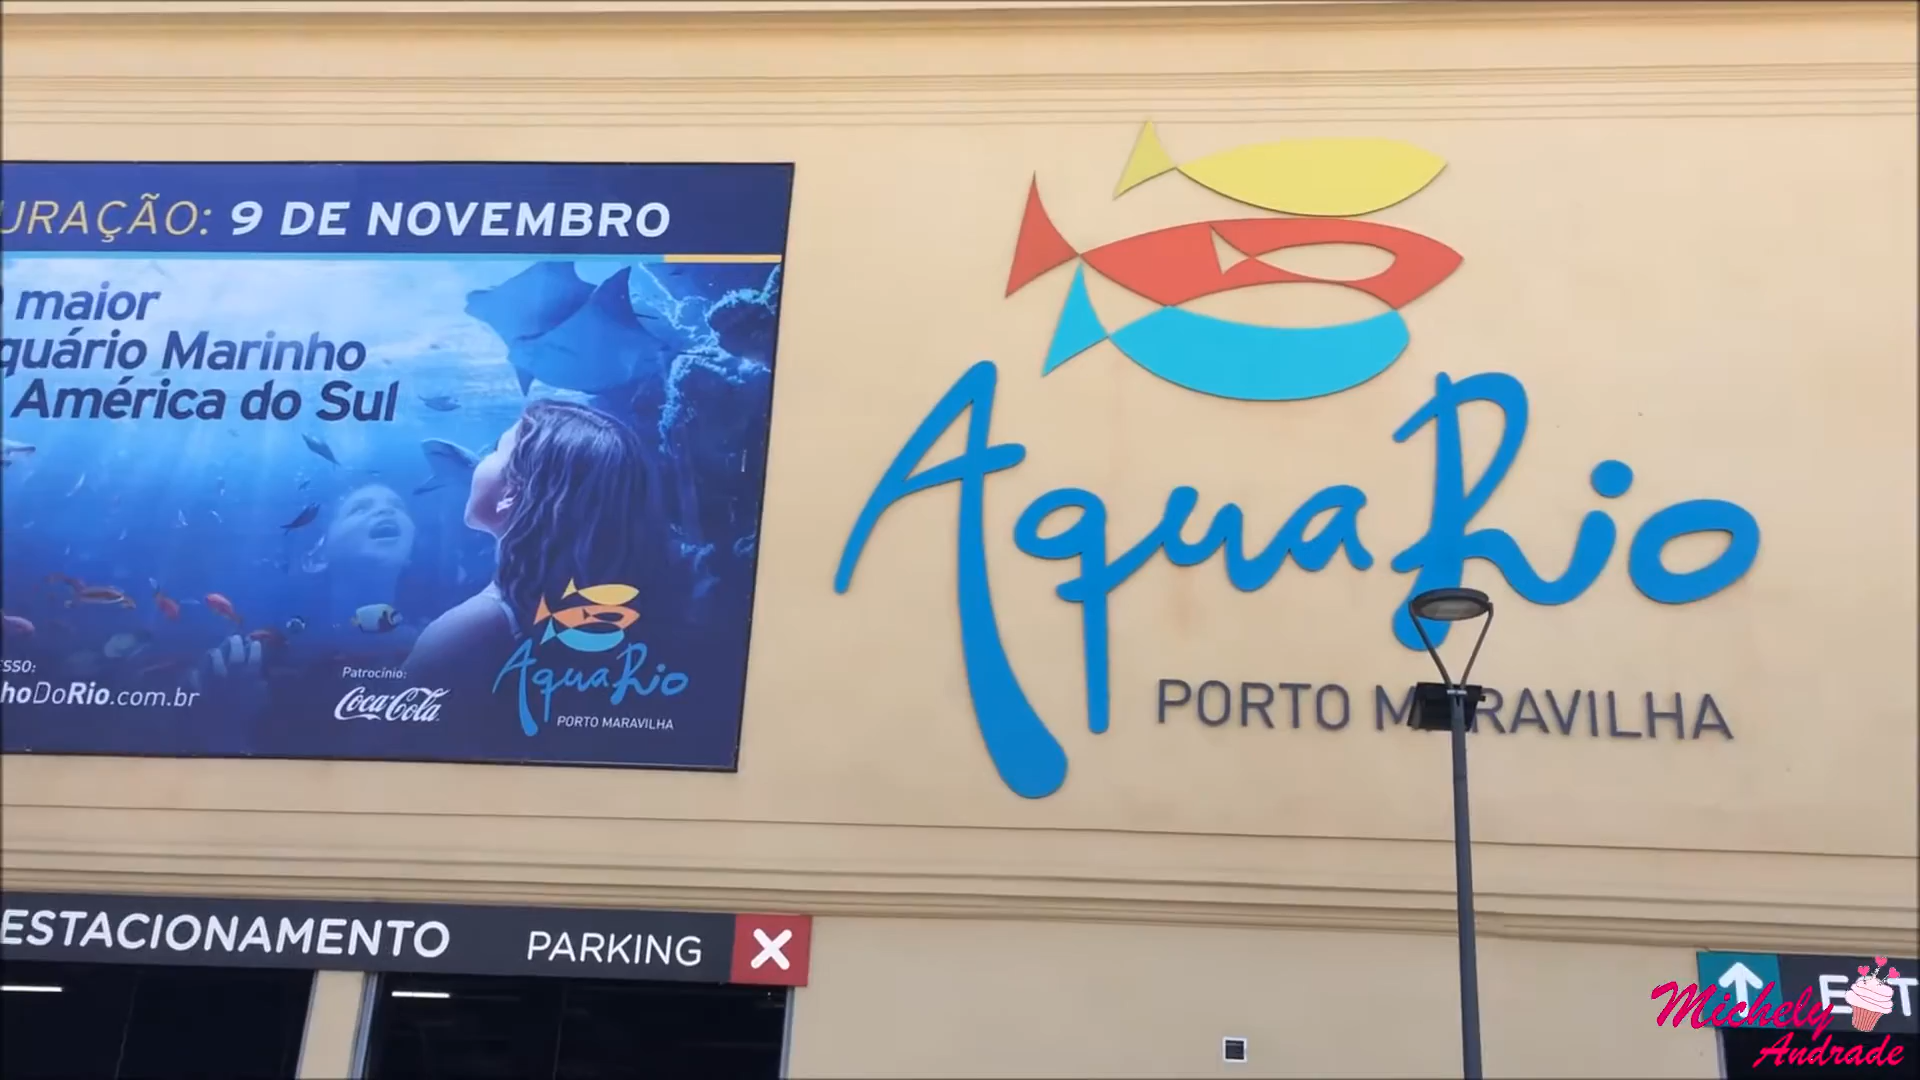 URAÇÃO: 9 DE NOVEMBRO
maior
quário Marinho
América do Sul
SSO:
hoDoRio.com.br
Patrocínio:
Coca-Cola
AquaRio
PORTO MARAVILHA
AquaRio
PORTO MARAVILHA
ESTACIONAMENTO PARKING X
Michely
Andrade